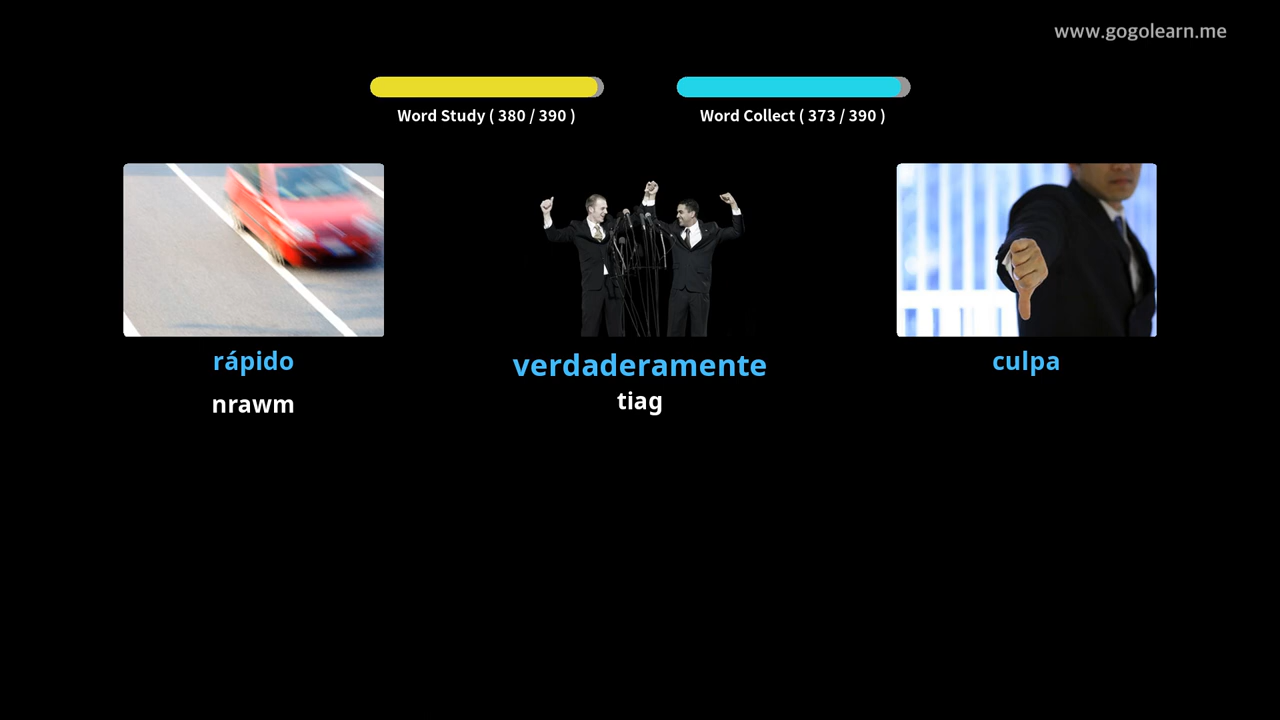 www.gogolearn.me
Word Study ( 380 / 390 )
Word Collect ( 373 / 390 )
rápido
nrawm
verdaderamente
tiag
culpa